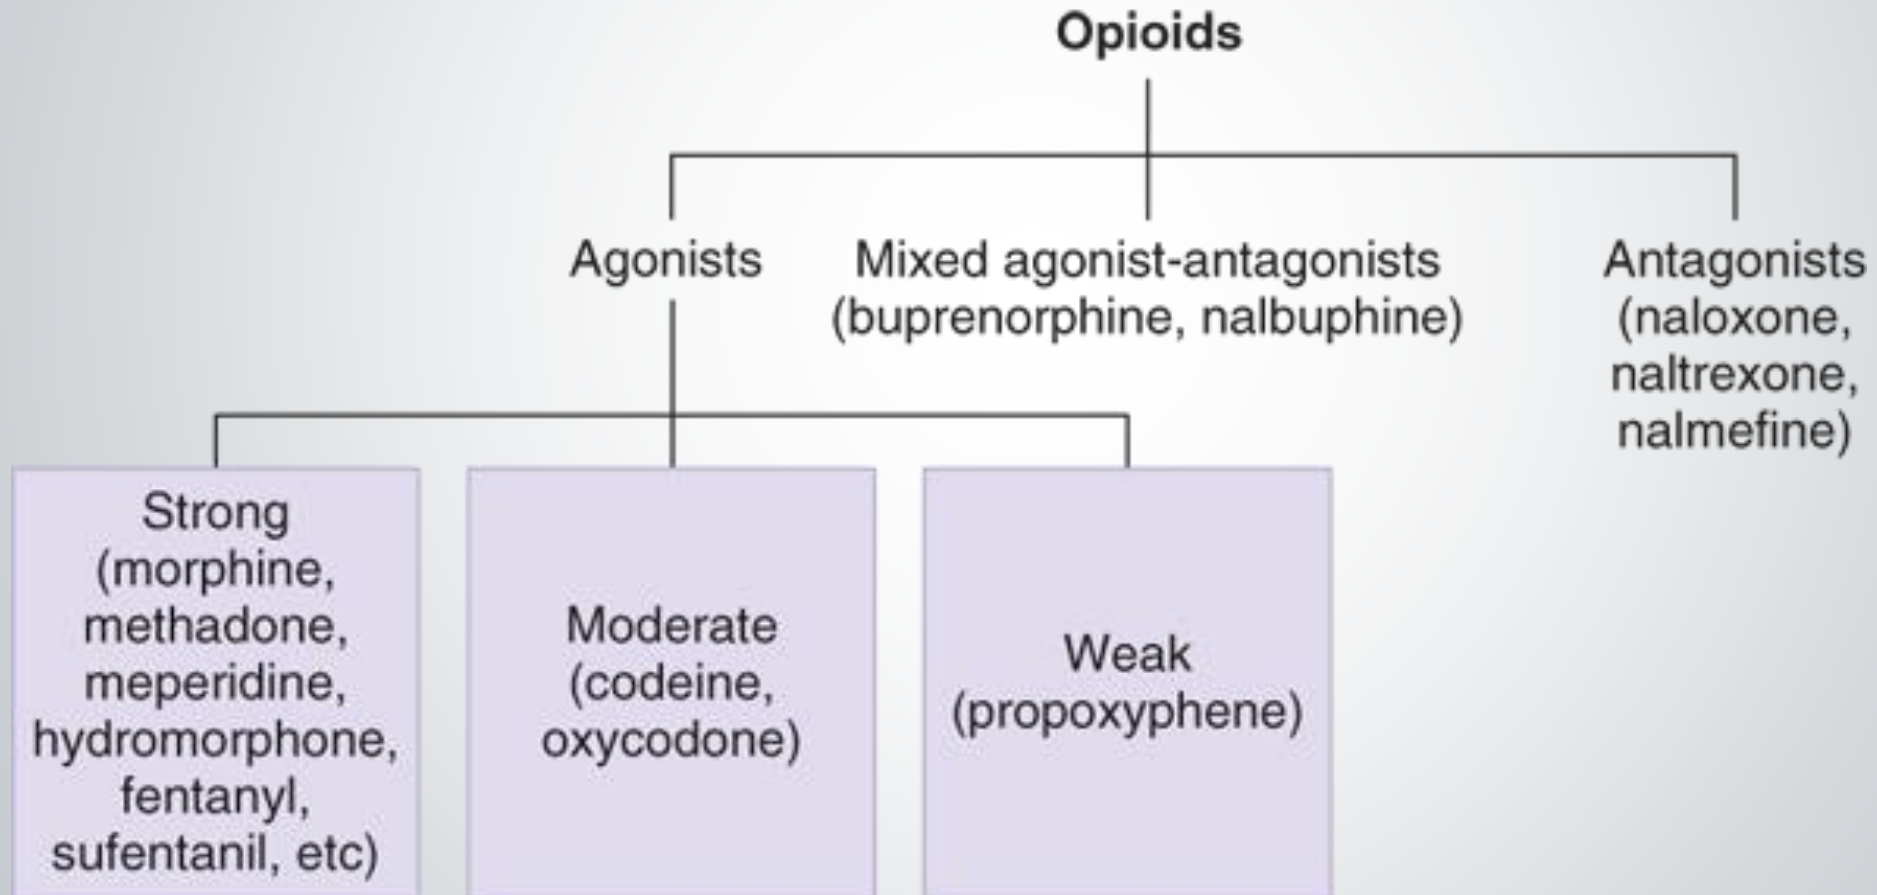 Opioids
Agonists
Mixed agonist-antagonists
(buprenorphine, nalbuphine)
Antagonists
(naloxone,
naltrexone,
nalmefine)
Strong
(morphine,
methadone,
meperidine,
hydromorphone,
fentanyl,
sufentanil, etc)
Moderate
(codeine,
oxycodone)
Weak
(propoxyphene)